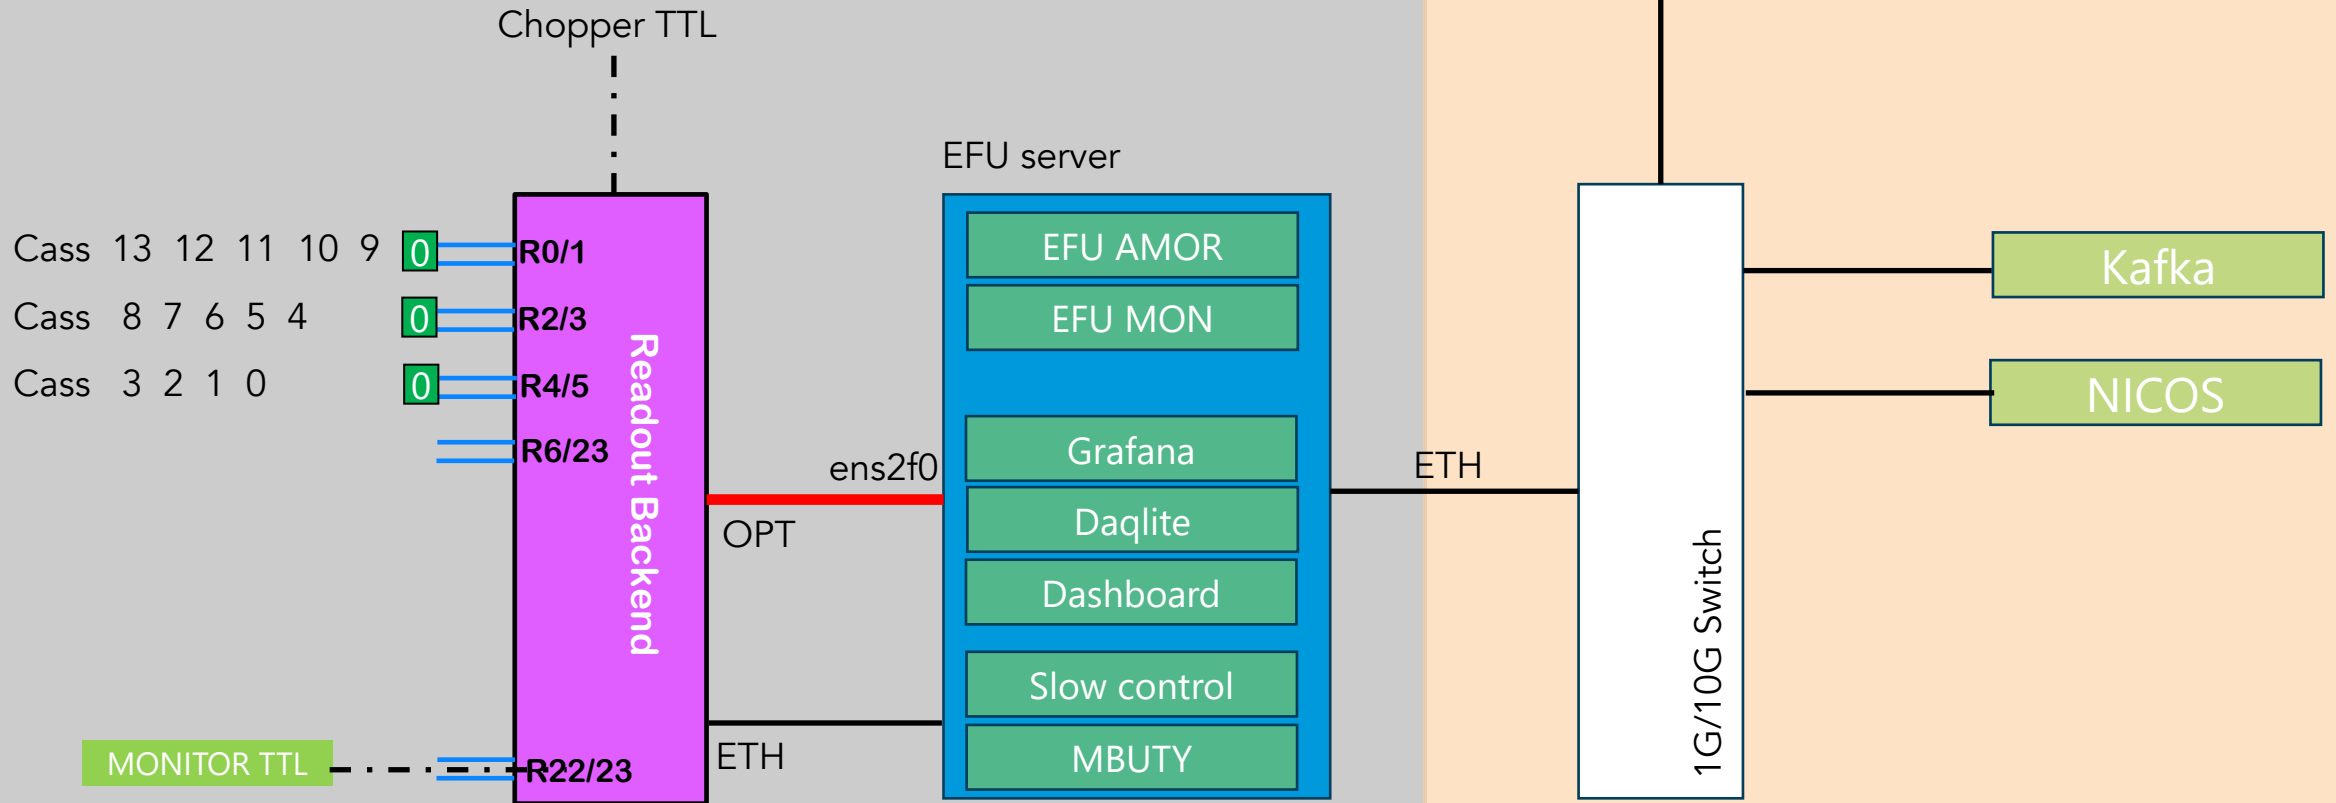 Chopper TTL
EFU server
Cass 13 12 11 10 9 0 R0/1
Cass 8 7 6 5 4 0 R2/3
Cass 3 2 1 0 0 R4/5
R6/23
Readout Backend
MONITOR TTL
R22/23
ens2f0
OPT
ETH
EFU AMOR
EFU MON
Grafana
Daqlite
Dashboard
Slow control
MBUTY
ETH
1G/10G Switch
Kafka
NICOS